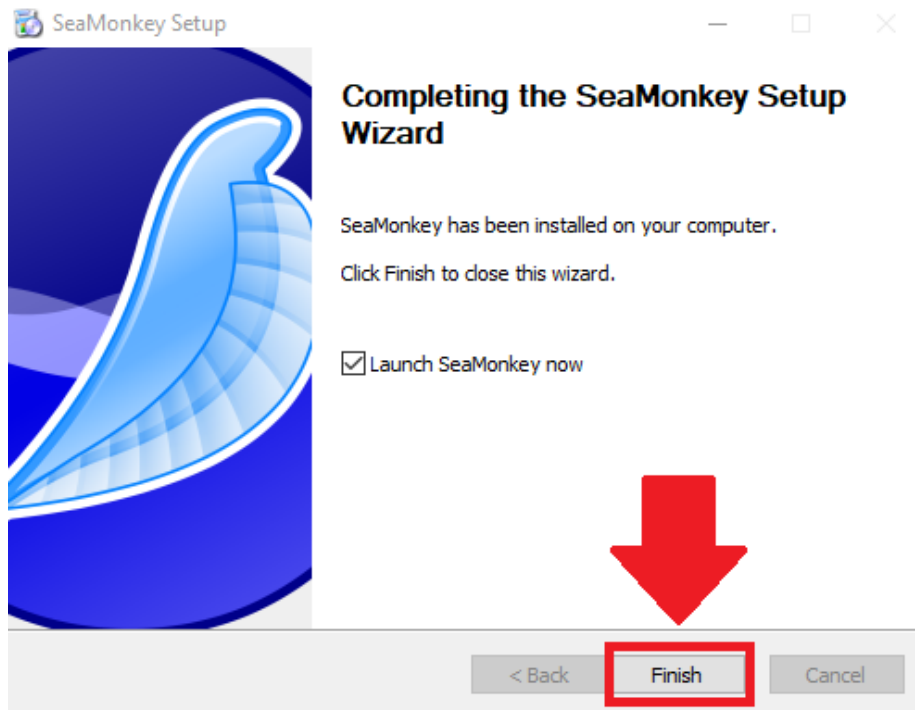 SeaMonkey Setup
Completing the SeaMonkey Setup
Wizard
SeaMonkey has been installed on your computer.
Click Finish to close this wizard.
Launch SeaMonkey now
< Back
Finish
Cancel